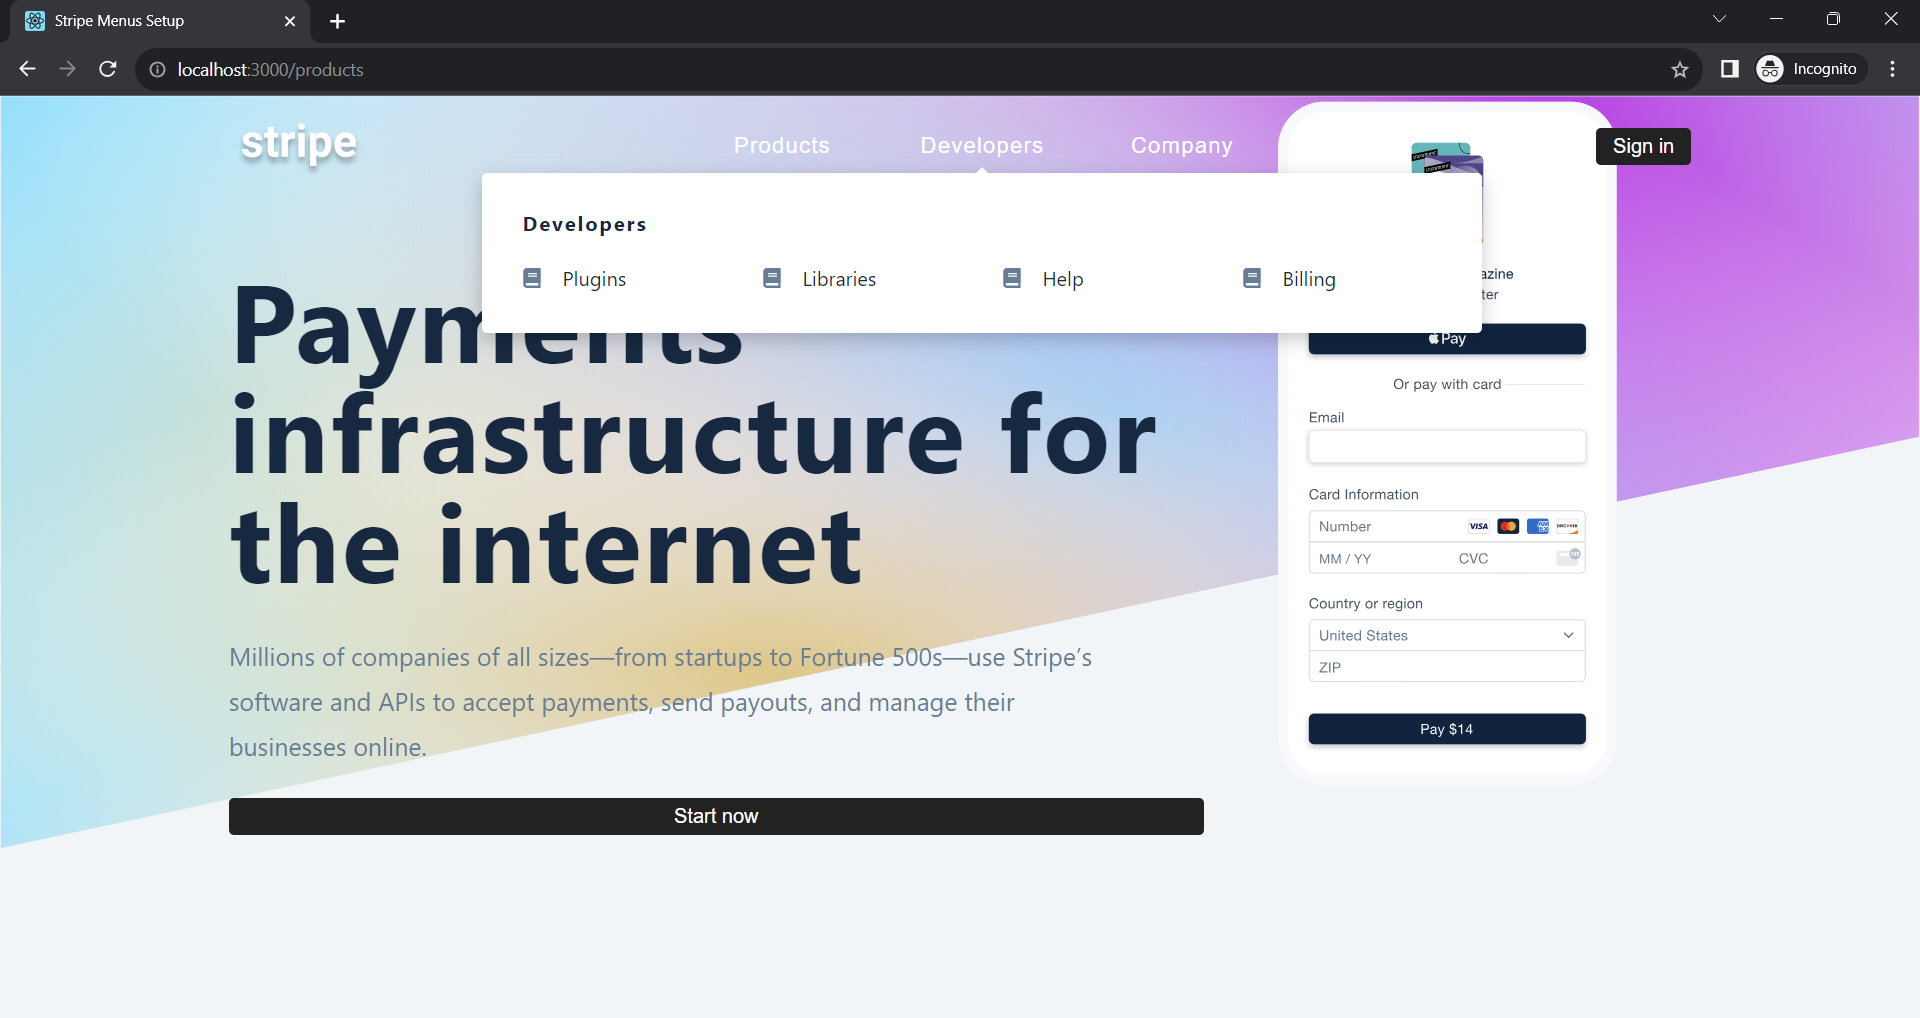 Stripe Menus Setup
localhost:3000/products
Incognito
stripe
Products
Developers
Company
Sign in
Developers
Plugins
Libraries
Help
Billing
azine
ter
Pay
Payments
infrastructure for
the internet
Millions of companies of all sizes—from startups to Fortune 500s—use Stripe’s
software and APIs to accept payments, send payouts, and manage their
businesses online.
Start now
Or pay with card
Email
Card Information
Number
VISA
DISCOVER
MM / YY
CVC
Country or region
United States
ZIP
Pay $14